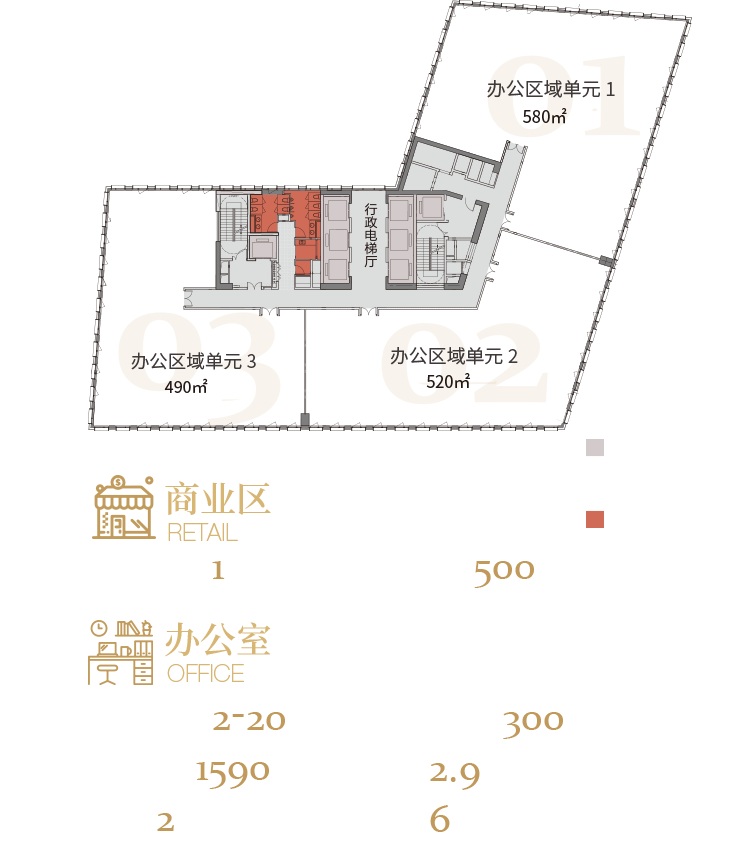 01
办公区域单元 1
580㎡
行政电梯厅
03
办公区域单元 3
490㎡
02
办公区域单元 2
520㎡
商业区
RETAIL
1 500
办公室
OFFICE
2-20 300
1590 2.9
2 6